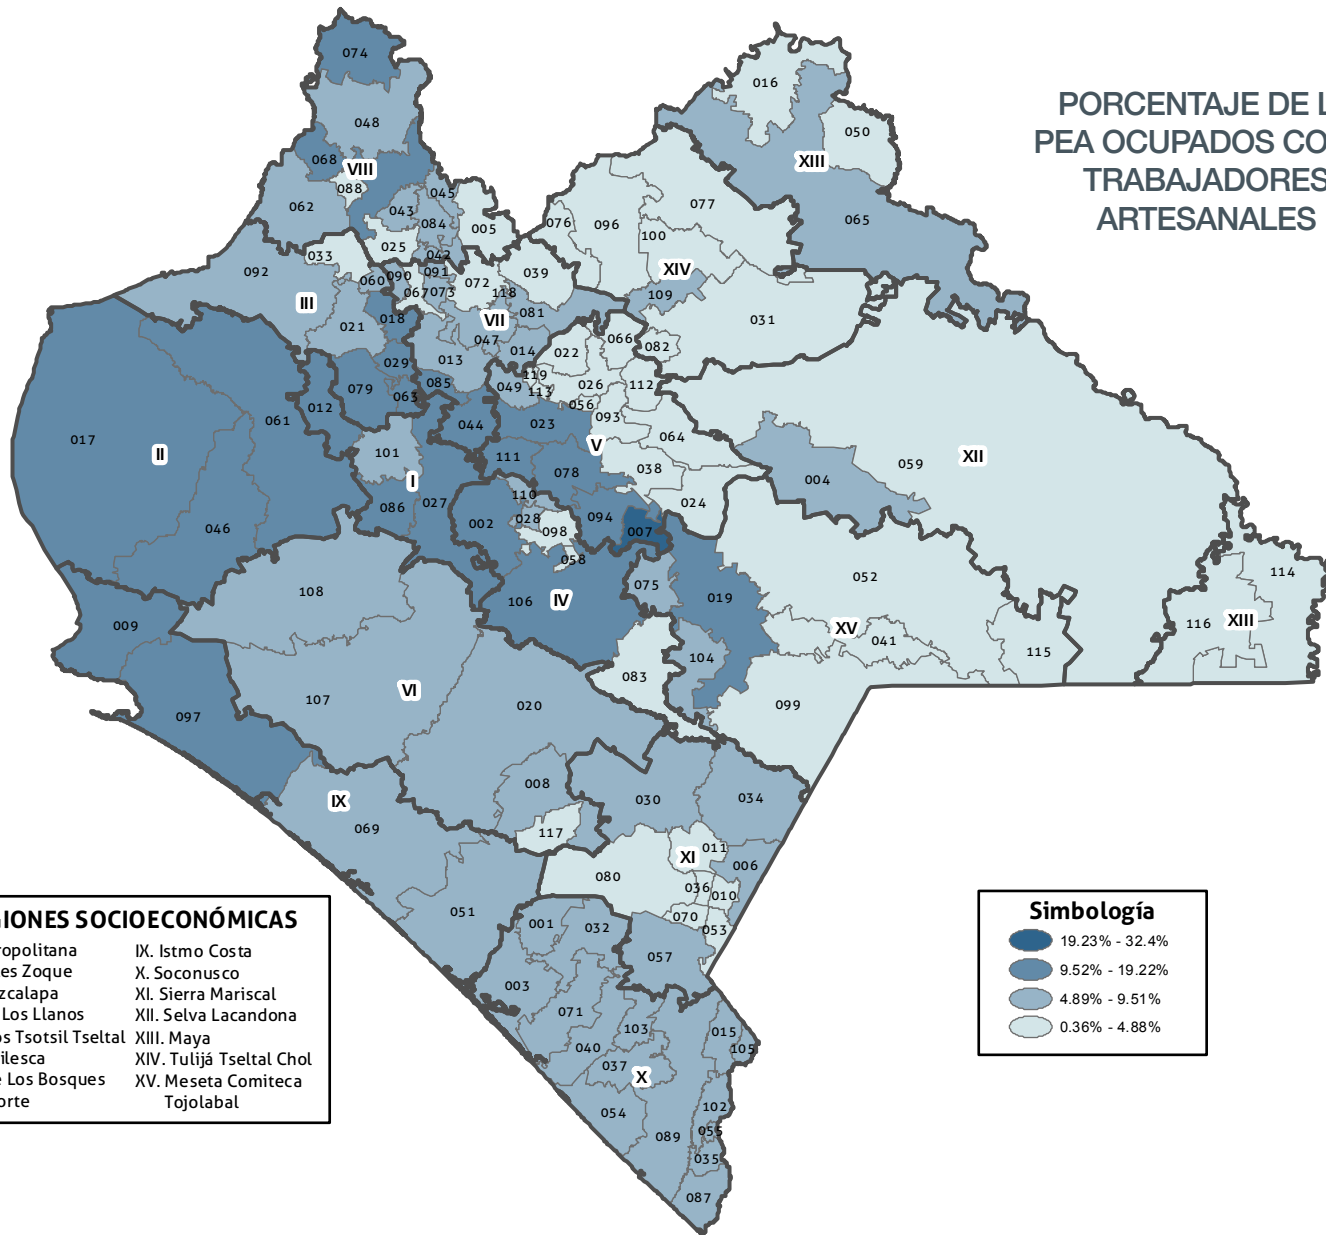 PORCENTAJE DE L
PEA OCUPADOS CO
TRABAJADORES
ARTESANALES
074
048
068
VIII
088
062
045
043
084
005
025
042
033
092
060
090
091
067
073
072
118
039
III
021
018
VII
081
047
014
013
029
079
063
085
012
049
119
113
022
066
082
026
112
056
093
016
050
XIII
077
076
096
100
065
XIV
109
031
017
II
061
046
101
I
086
027
044
023
V
111
078
064
038
024
004
059
XII
002
110
028
098
058
094
007
106
IV
075
019
052
XV
041
115
114
116
XIII
108
009
097
107
VI
020
083
104
099
008
030
034
117
IX
069
051
XI
011
006
080
036
010
070
053
001
032
057
003
071
103
015
105
040
037
X
054
089
102
055
035
087
GIONES SOCIOECONÓMICAS
ropolitana
es Zoque
zcalapa
Los Llanos
os Tsotsil Tseltal
ilesca
e Los Bosques
orte
IX. Istmo Costa
X. Soconusco
XI. Sierra Mariscal
XII. Selva Lacandona
XIII. Maya
XIV. Tulijá Tseltal Chol
XV. Meseta Comiteca
Tojolabal
Simbología
19.23% - 32.4%
9.52% - 19.22%
4.89% - 9.51%
0.36% - 4.88%